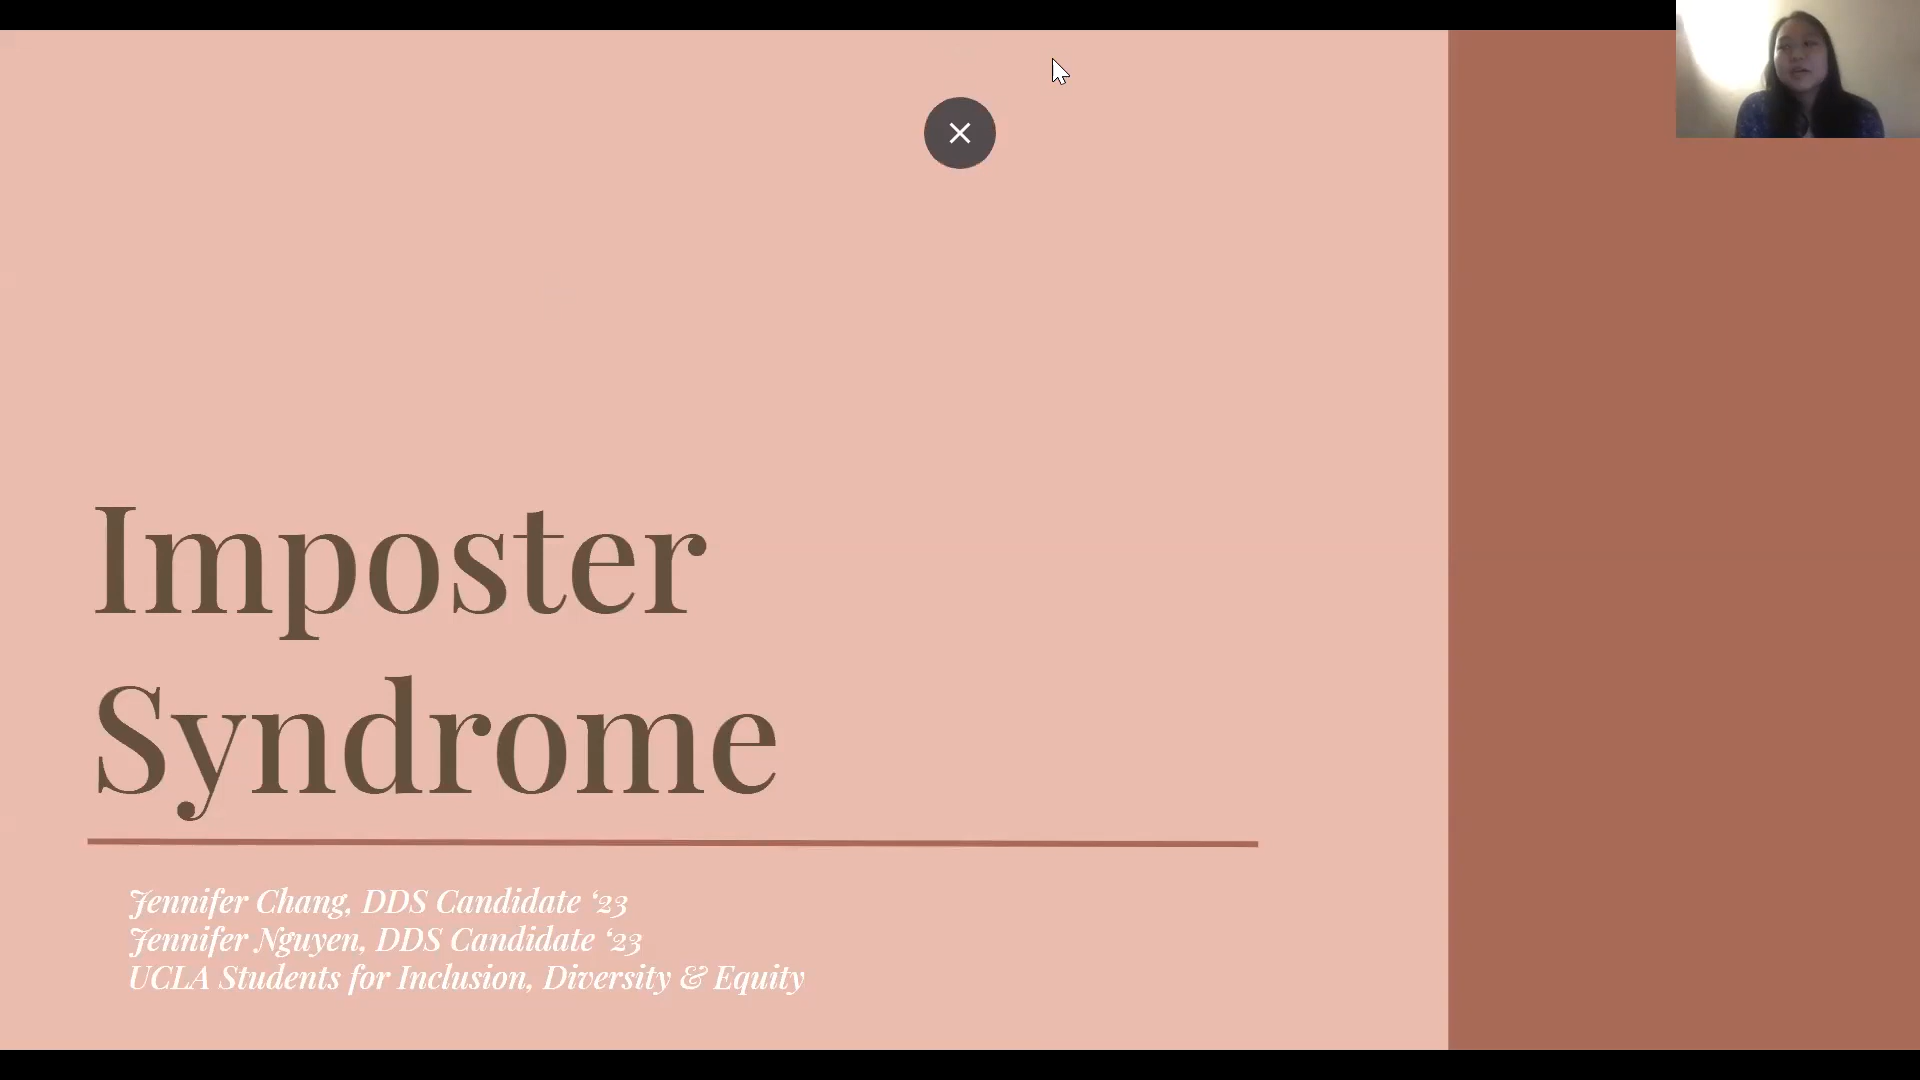 Imposter
Syndrome
Jennifer Chang, DDS Candidate ‘23
Jennifer Nguyen, DDS Candidate ‘23
UCLA Students for Inclusion, Diversity & Equity